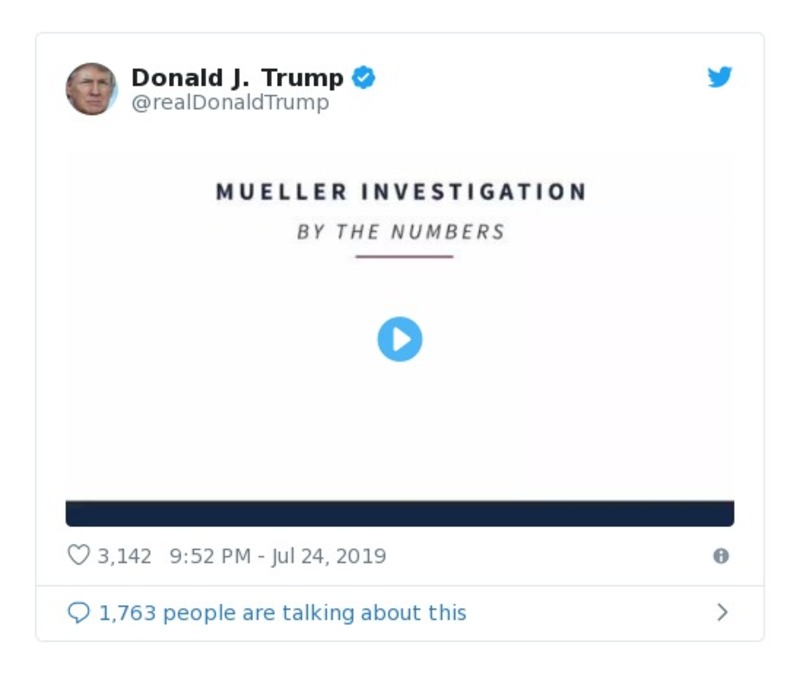 Donald J. Trump
@realDonaldTrump
MUELLER INVESTIGATION
BY THE NUMBERS
3,142 9:52 PM - Jul 24, 2019
1,763 people are talking about this